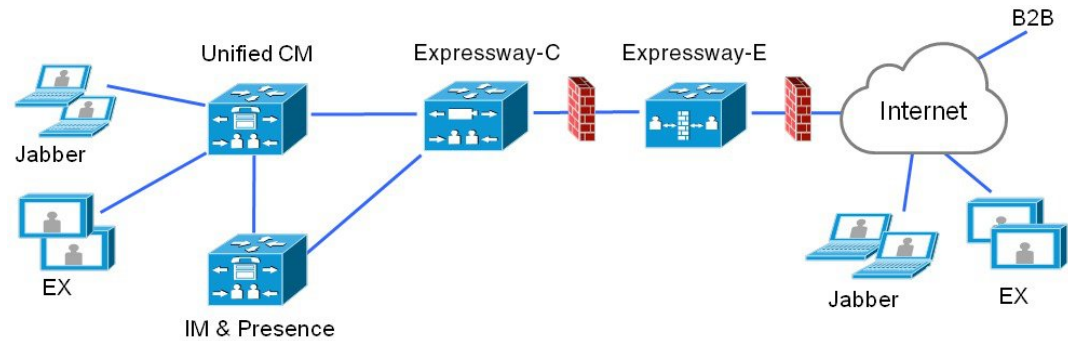 B2B
Unified CM
Expressway-C
Expressway-E
Internet
Jabber
EX
IM & Presence
Jabber
EX